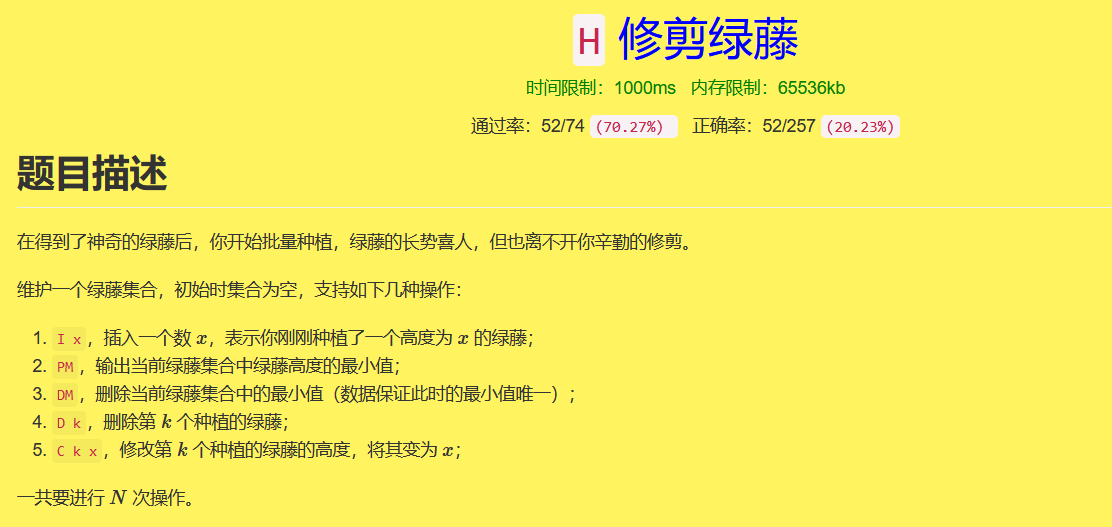 H 修剪绿藤
时间限制：1000ms 内存限制：65536kb
通过率：52/74 (70.27%) 正确率：52/257 (20.23%)
题目描述
在得到了神奇的绿藤后，你开始批量种植，绿藤的长势喜人，但也离不开你辛勤的修剪。
维护一个绿藤集合，初始时集合为空，支持如下几种操作：
1. I x，插入一个数 x，表示你刚刚种植了一个高度为 x 的绿藤；
2. PM，输出当前绿藤集合中绿藤高度的最小值；
3. DM，删除当前绿藤集合中的最小值（数据保证此时的最小值唯一）；
4. D k，删除第 k 个种植的绿藤；
5. C k x，修改第 k 个种植的绿藤的高度，将其变为 x；
一共要进行 N 次操作。